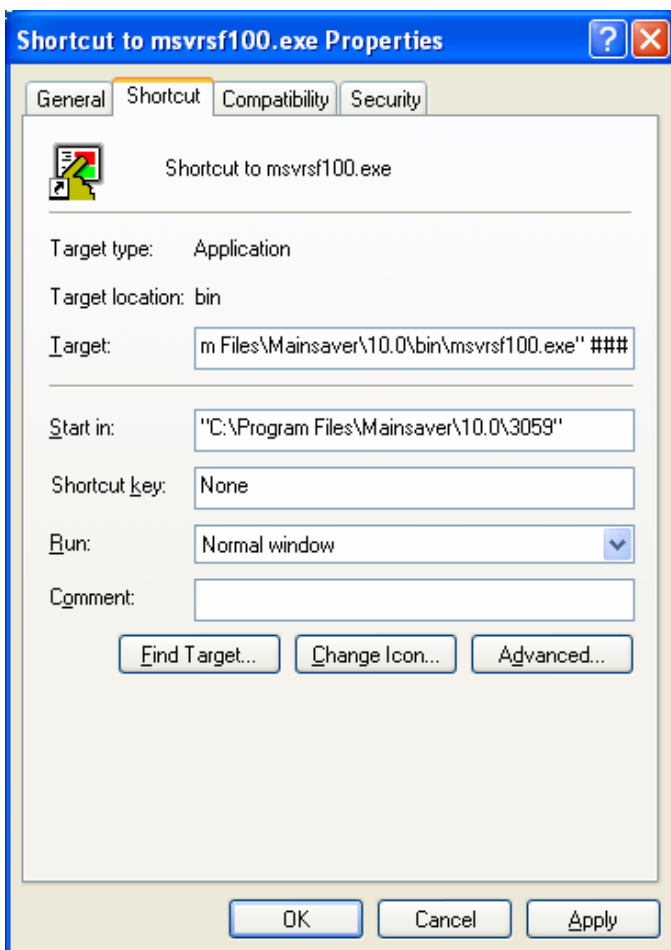 Shortcut to msvrsf100.exe Properties
General Shortcut Compatibility Security
Shortcut to msvrsf100.exe
Target type: Application
Target location: bin
Target: m Files\Mainsaver\10.0\bin\msvrsf100.exe" ###
Start in: "C:\Program Files\Mainsaver\10.0\3059"
Shortcut key: None
Run: Normal window
Comment:
Find Target... Change Icon... Advanced...
OK Cancel Apply